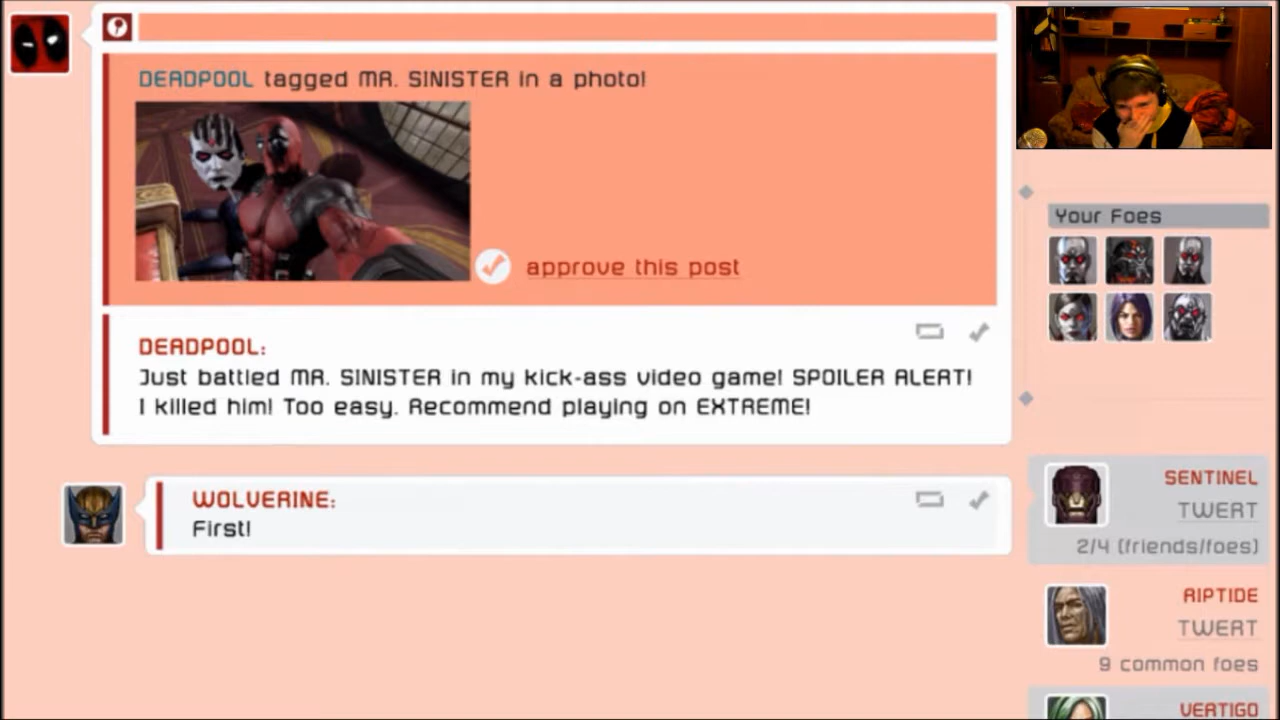 DEADPOOL tagged MR. SINISTER in a photo!
approve this post
DEADPOOL:
Just battled MR. SINISTER in my kick-ass video game! SPOILER ALERT!
I killed him! Too easy. Recommend playing on EXTREME!
WOLVERINE:
First!
Your Foes
SENTINEL
TWERT
2/4 (friends/foes)
RIPTIDE
TWERT
9 common foes
VERTIGO